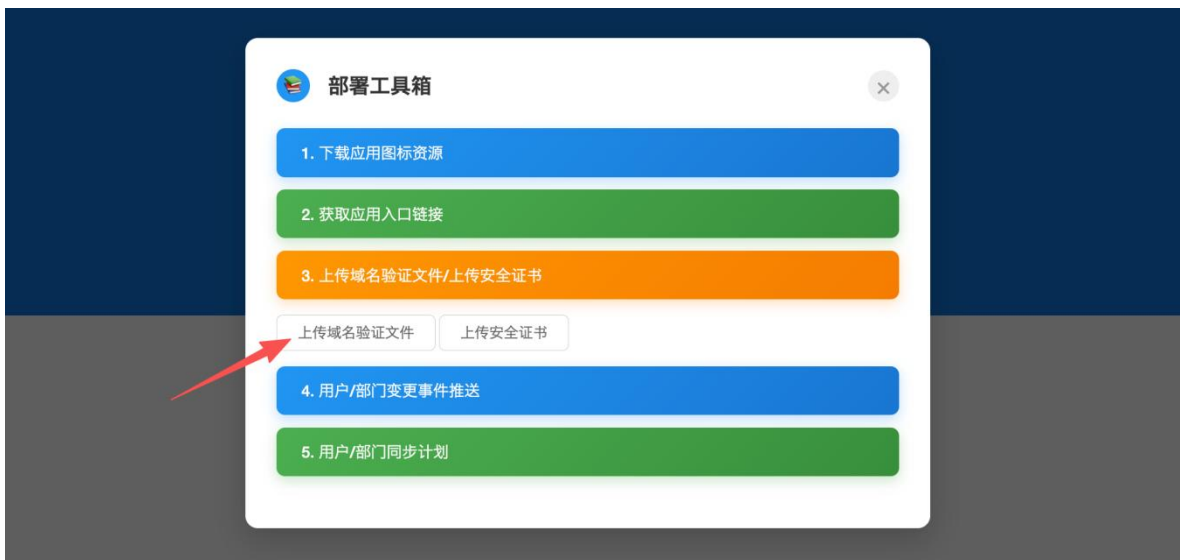 部署工具箱
×
1. 下载应用图标资源
2. 获取应用入口链接
3. 上传域名验证文件/上传安全证书
上传域名验证文件 上传安全证书
4. 用户/部门变更事件推送
5. 用户/部门同步计划